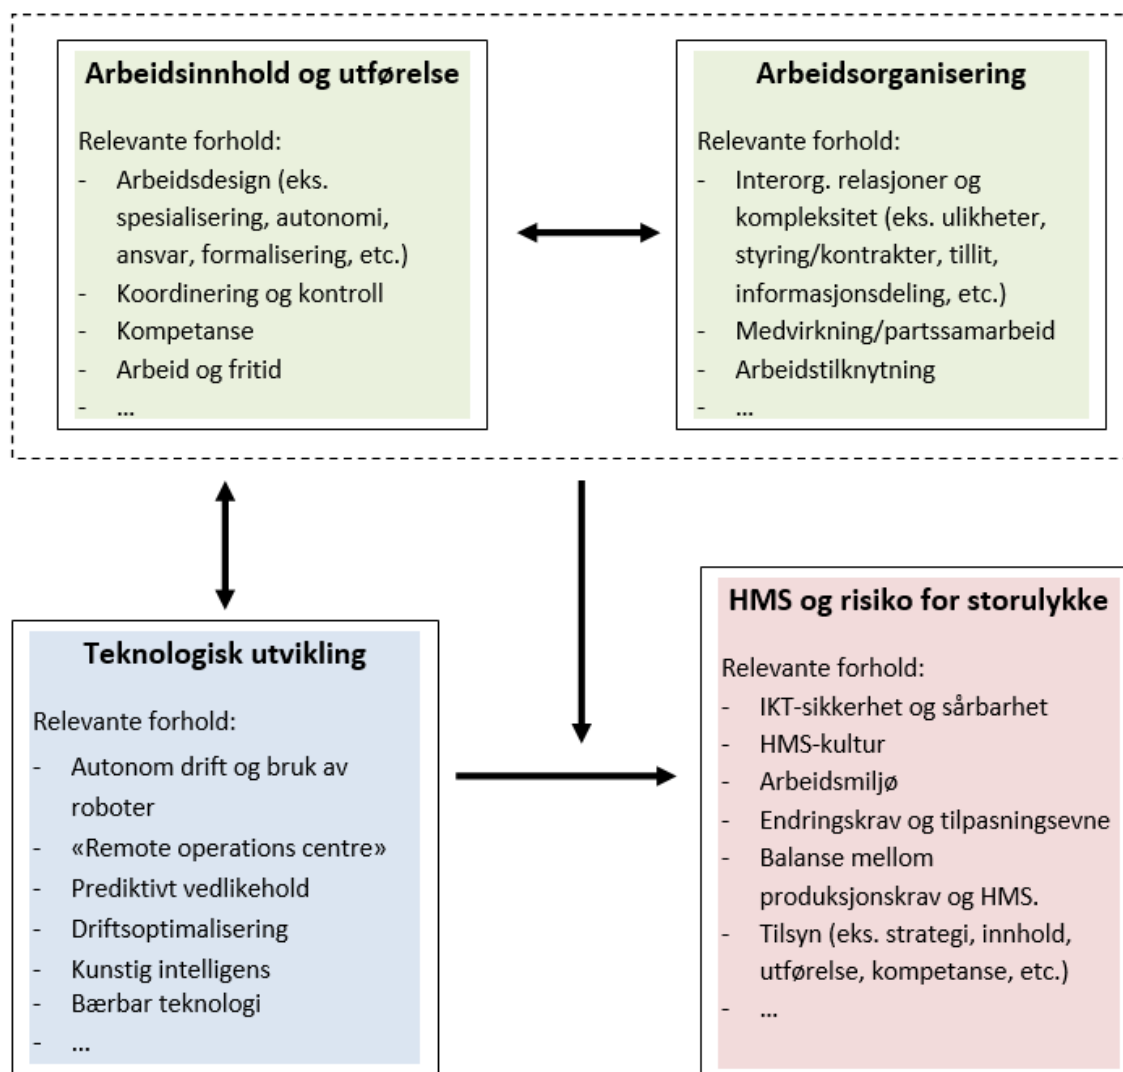 Arbeidsinnhold og utførelse
Relevante forhold:
- Arbeidsdesign (eks.
spesialisering, autonomi,
ansvar, formalisering, etc.)
- Koordinering og kontroll
- Kompetanse
- Arbeid og fritid
- ...
Arbeidsorganisering
Relevante forhold:
- Interorg. relasjoner og
kompleksitet (eks. ulikheter,
styring/kontrakter, tillit,
informasjonsdeling, etc.)
- Medvirkning/partssamarbeid
- Arbeidstilknytning
- ...
Teknologisk utvikling
Relevante forhold:
- Autonom drift og bruk av
roboter
- «Remote operations centre»
- Prediktivt vedlikehold
- Driftsoptimalisering
- Kunstig intelligens
- Bærbar teknologi
- ...
HMS og risiko for storulykke
Relevante forhold:
- IKT-sikkerhet og sårbarhet
- HMS-kultur
- Arbeidsmiljø
- Endringskrav og tilpasningsevne
- Balanse mellom
produksjonskrav og HMS.
- Tilsyn (eks. strategi, innhold,
utførelse, kompetanse, etc.)
- ...